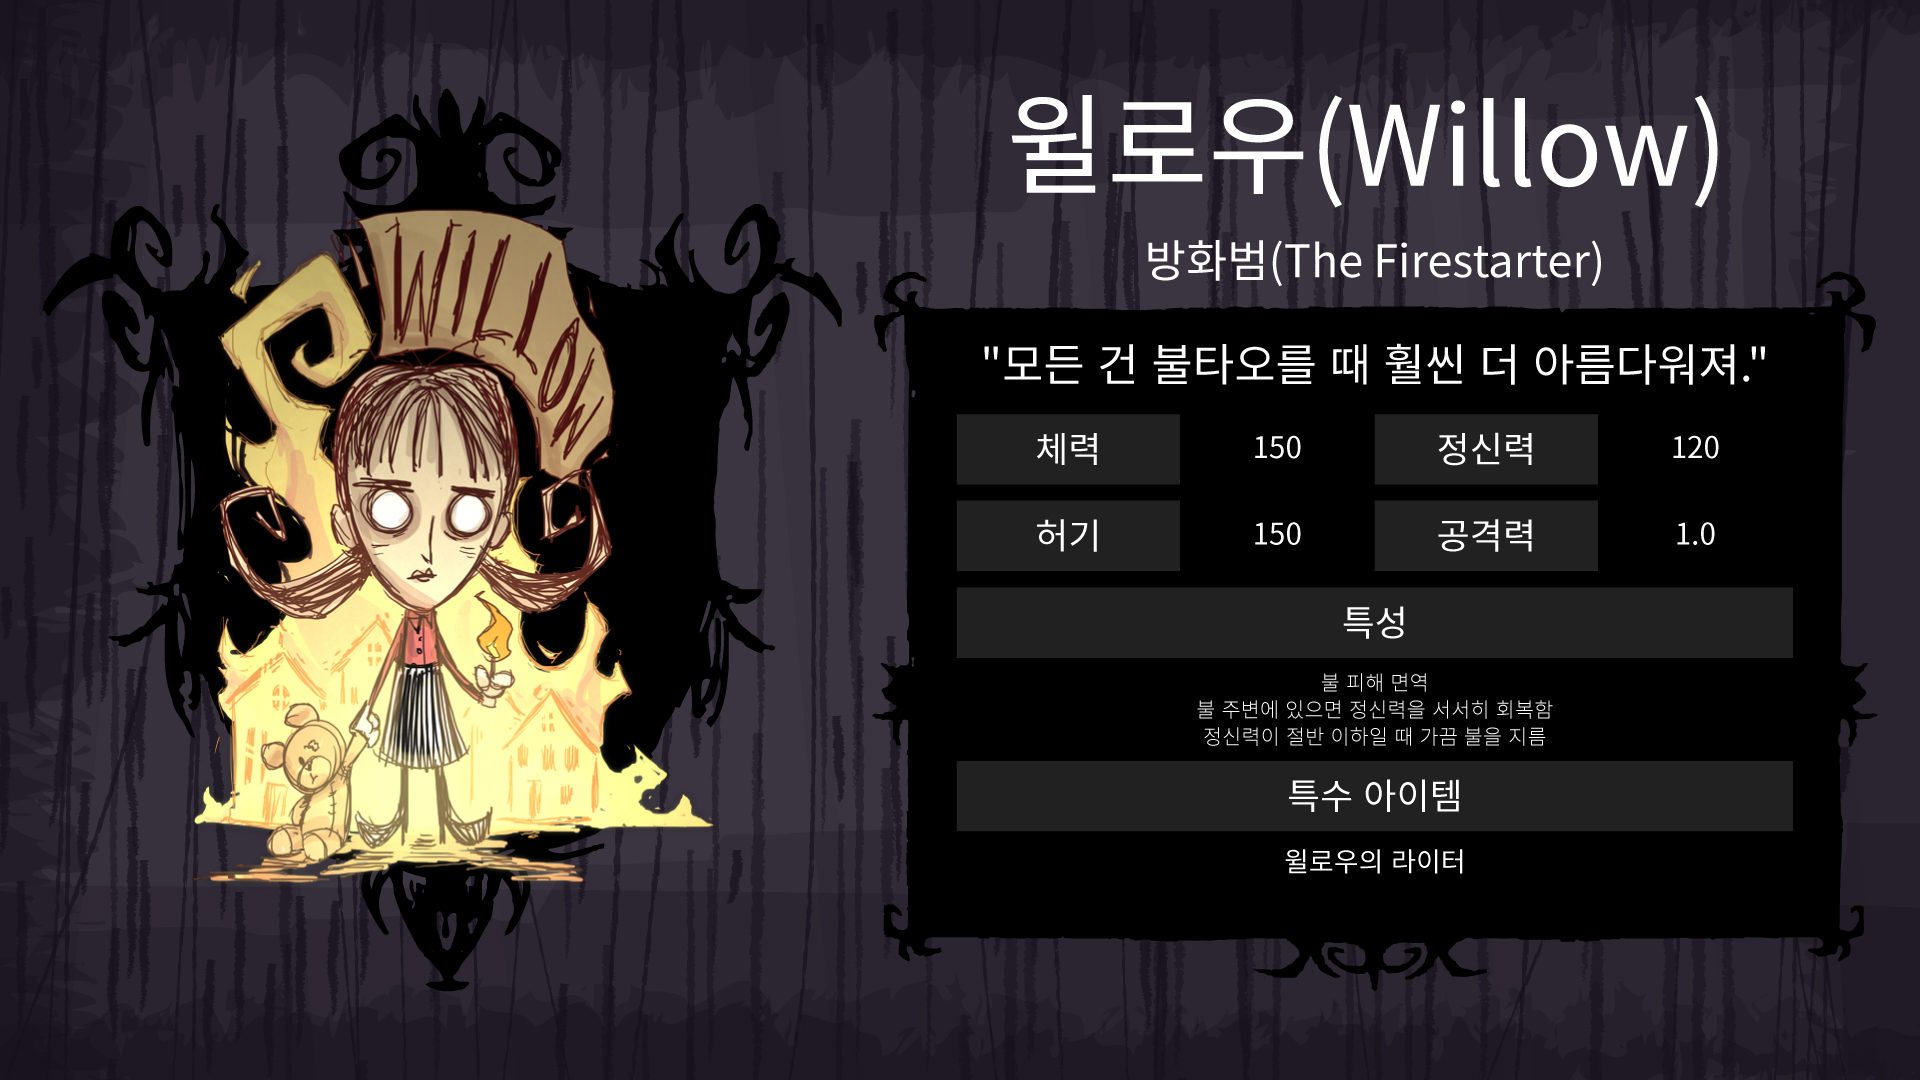 WILLOW
윌로우(Willow)
방화범(The Firestarter)
"모든 건 불타오를 때 훨씬 더 아름다워져."
체력 150 정신력 120
허기 150 공격력 1.0
특성
불 피해 면역
불 주변에 있으면 정신력을 서서히 회복함
정신력이 절반 이하일 때 가끔 불을 지름
특수 아이템
윌로우의 라이터